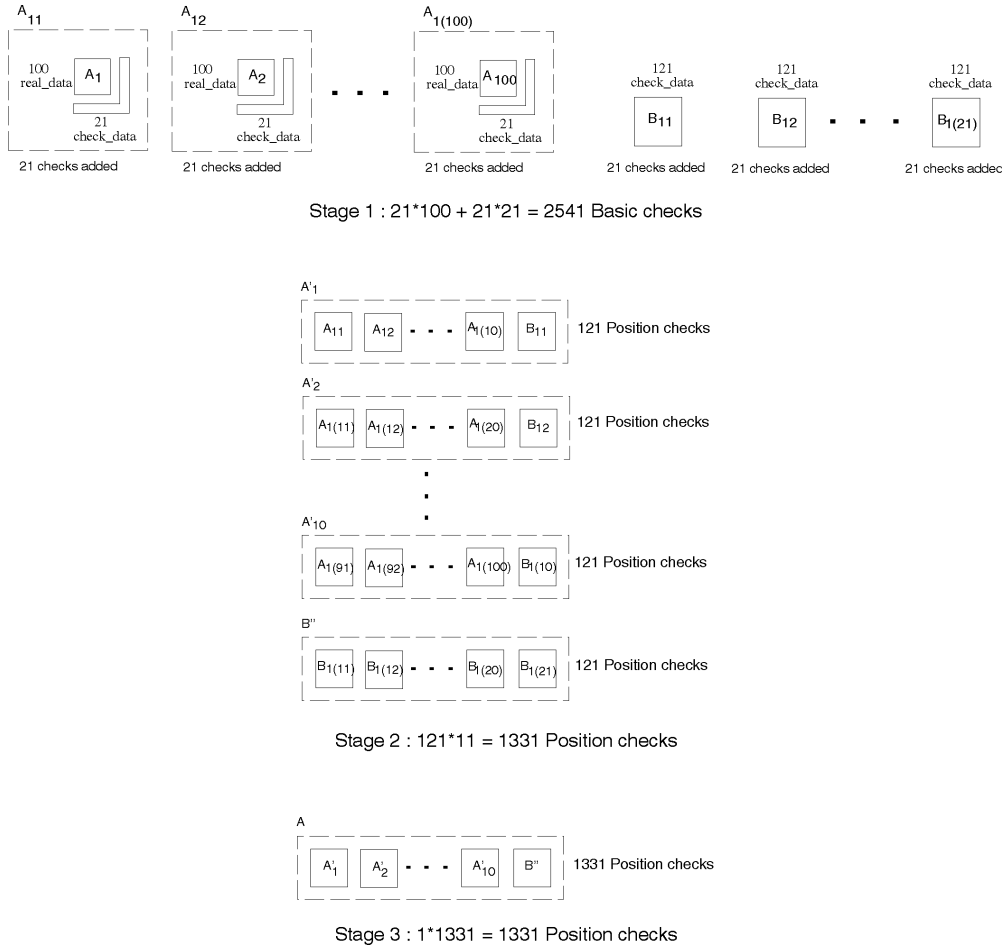 A11
A12
A1(100)
100
real_data
A1
21
check_data
21 checks added
100
real_data
A2
21
check_data
21 checks added
100
real_data
A100
21
check_data
21 checks added
121
check_data
B11
21 checks added
121
check_data
B12
21 checks added
121
check_data
B1(21)
21 checks added
Stage 1 : 21*100 + 21*21 = 2541 Basic checks
A'1
A11 A12 A1(10) B11 121 Position checks
A'2
A1(11) A1(12) A1(20) B12 121 Position checks
A'10
A1(91) A1(92) A1(100) B1(10) 121 Position checks
B"
B1(11) B1(12) B1(20) B1(21) 121 Position checks
Stage 2 : 121*11 = 1331 Position checks
A
A'1 A'2 A'10 B" 1331 Position checks
Stage 3 : 1*1331 = 1331 Position checks